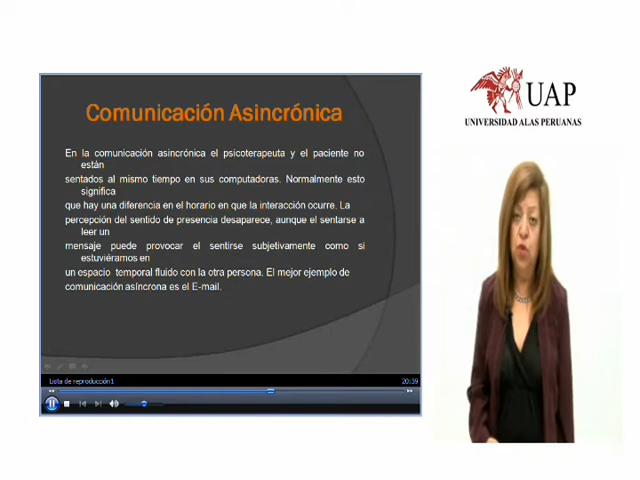 Comunicación Asincrónica
En la comunicación asincrónica el psicoterapeuta y el paciente no
están
sentados al mismo tiempo en sus computadoras. Normalmente esto
significa
que hay una diferencia en el horario en que la interacción ocurre. La
percepción del sentido de presencia desaparece, aunque el sentarse a
leer un
mensaje puede provocar el sentirse subjetivamente como si
estuviéramos en
un espacio temporal fluido con la otra persona. El mejor ejemplo de
comunicación asíncrona es el E-mail.
Lista de reproducción1
20:39
UAP
UNIVERSIDAD ALAS PERUANAS